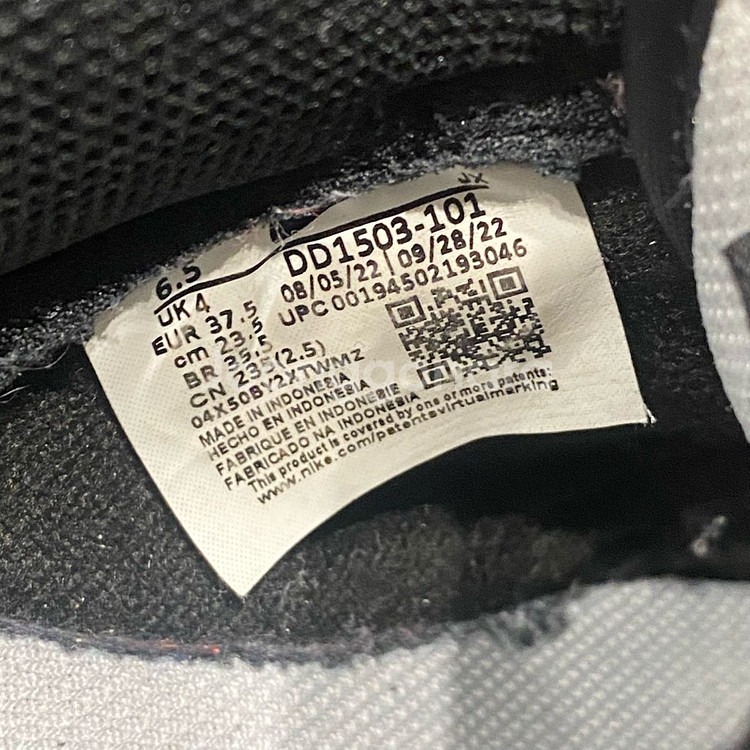 JX
6.5
DD1503-101
UK 4
08/05/22 | 09/28/22
EUR 37.5
UPC 00194502193046
cm 23.5
BR 35.5
CN 235(2.5)
04X50BY2XTWMZ
MADE IN INDONESIA
HECHO EN INDONESIA
FABRIQUE EN INDONESIE
FABRICADO NA INDONESIA
This product is covered by one or more patents:
www.nike.com/patentsvirtualmarking